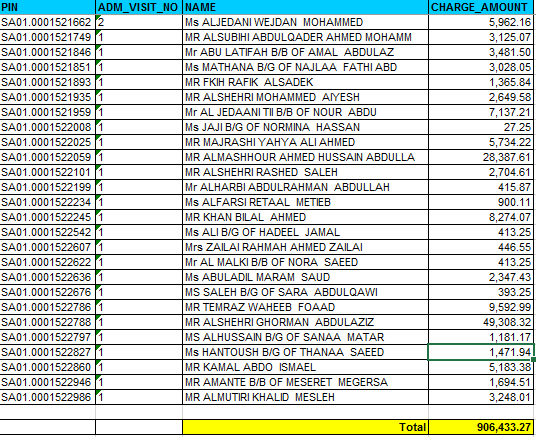 PIN ADM_VISIT_NO NAME CHARGE_AMOUNT
SA01.0001521662 2 Ms ALJEDANI WEJDAN MOHAMMED 5,962.16
SA01.0001521749 1 MR ALSUBIHI ABDULQADER AHMED MOHAMM 3,125.07
SA01.0001521846 1 Mr ABU LATIFAH B/B OF AMAL ABDULAZ 3,481.50
SA01.0001521851 1 Ms MATHANA B/G OF NAJLAA FATHI ABD 3,028.05
SA01.0001521893 1 MR FKIH RAFIK ALSADEK 1,365.84
SA01.0001521935 1 MR ALSHEHRI MOHAMMED AIYESH 2,649.58
SA01.0001521959 1 Mr AL JEDAANI TII B/B OF NOUR ABDU 7,137.21
SA01.0001522008 1 Ms JAJI B/G OF NORMINA HASSAN 27.25
SA01.0001522025 1 MR MAJRASHI YAHYA ALI AHMED 5,734.22
SA01.0001522059 1 MR ALMASHHOUR AHMED HUSSAIN ABDULLA 28,387.61
SA01.0001522101 1 MR ALSHEHRI RASHED SALEH 2,704.61
SA01.0001522199 1 Mr ALHARBI ABDULRAHMAN ABDULLAH 415.87
SA01.0001522234 1 Ms ALFARSI RETAAL METIEB 900.11
SA01.0001522245 1 MR KHAN BILAL AHMED 8,274.07
SA01.0001522542 1 Ms ALI B/G OF HADEEL JAMAL 413.25
SA01.0001522607 1 Mrs ZAILAI RAHMAH AHMED ZAILAI 446.55
SA01.0001522622 1 Mr AL MALKI B/B OF NORA SAEED 413.25
SA01.0001522636 1 Ms ABULADIL MARAM SAUD 2,347.43
SA01.0001522676 1 MS SALEH B/G OF SARA ABDULQAWI 393.25
SA01.0001522786 1 MR TEMRAZ WAHEEB FOAAD 9,592.99
SA01.0001522788 1 MR ALSHEHRI GHORMAN ABDULAZIZ 49,308.32
SA01.0001522797 1 MS ALHUSSAIN B/G OF SANAA MATAR 1,181.17
SA01.0001522827 1 Ms HANTOUSH B/G OF THANAA SAEED 1,471.94
SA01.0001522860 1 MR KAMAL ABDO ISMAEL 5,183.38
SA01.0001522946 1 MR AMANTE B/B OF MESERET MEGERSA 1,694.51
SA01.0001522986 1 MR ALMUTIRI KHALID MESLEH 3,248.01
Total 906,433.27